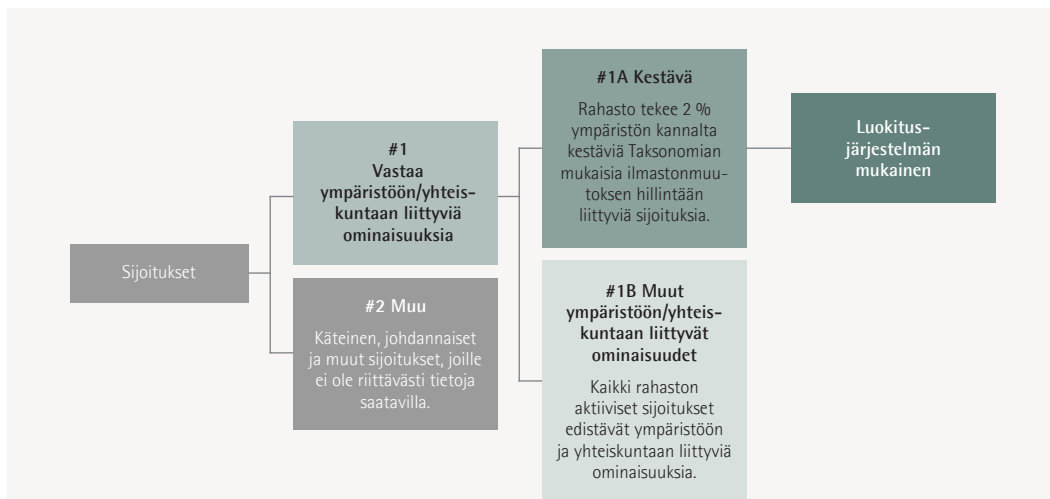 Sijoitukset
#1
Vastaa
ympäristöön/yhteis-
kuntaan liittyviä
ominaisuuksia
#2 Muu
Käteinen, johdannaiset
ja muut sijoitukset, joille
ei ole riittävästi tietoja
saatavilla.
#1A Kestävä
Rahasto tekee 2 %
ympäristön kannalta
kestäviä Taksonomian
mukaisia ilmastonmuu-
toksen hillintään
liittyviä sijoituksia.
#1B Muut
ympäristöön/yhteis-
kuntaan liittyvät
ominaisuudet
Kaikki rahaston
aktiiviset sijoitukset
edistävät ympäristöön
ja yhteiskuntaan liittyviä
ominaisuuksia.
Luokitus-
järjestelmän
mukainen